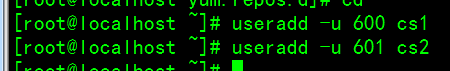 [root@localhost yum.repos.d]# cd
[root@localhost ~]# useradd -u 600 cs1
[root@localhost ~]# useradd -u 601 cs2
[root@localhost ~]#